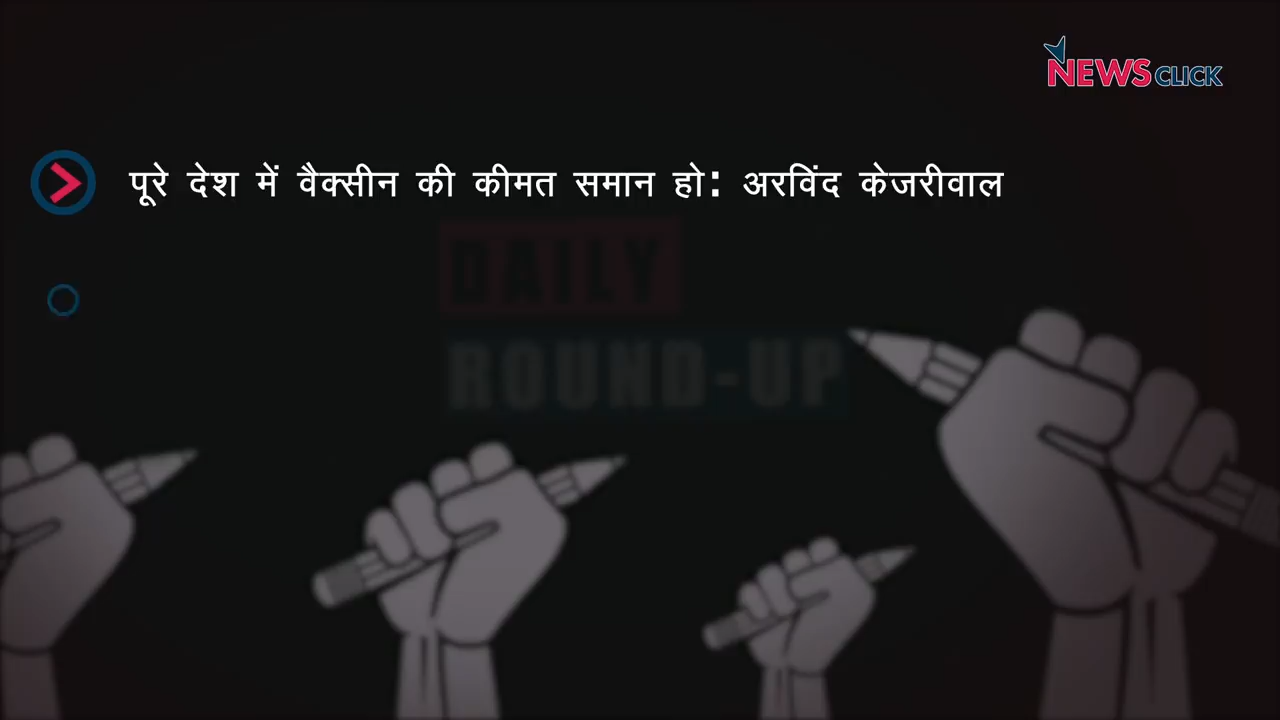 NEWSCLICK
पूरे देश में वैक्सीन की कीमत समान हो: अरविंद केजरीवाल
DAILY
ROUND-UP